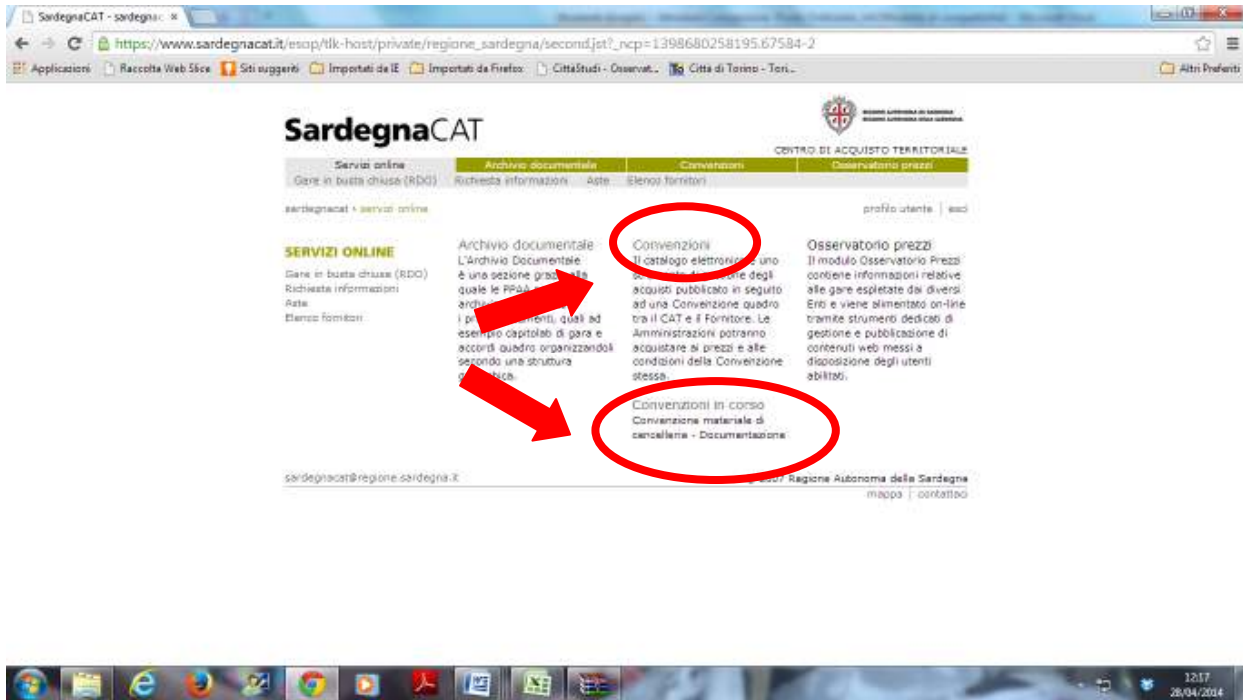 SardegnaCAT - sardegnac
https://www.sardegnacat.it/esop/tlk-host/private/regione_sardegna/second.jst?_ncp=1398680258195.67584-2
Applicazioni Raccolta Web Slice Siti suggeriti Importati da IE Importati da Firefox CittàStudi - Osservat... Città di Torino - Tori... Altri Preferiti
SardegnaCAT
REGIONE AUTONOMA DELLA SARDEGNA
CENTRO DI ACQUISTO TERRITORIALE
Servizi online Archivio documentale Convenzioni Osservatorio prezzi
Gare in busta chiusa (RDO) Richiesta informazioni Aste Elenco fornitori
sardegnacat › servizi online profilo utente | esci
SERVIZI ONLINE
Gare in busta chiusa (RDO)
Richiesta informazioni
Aste
Elenco fornitori
Archivio documentale
L'Archivio Documentale
è una sezione
quale le PPAA
esempio capitolati di gara e
accordi quadro organizzandoli
secondo una struttura
Convenzioni
Il catalogo elettronico è uno
degli
acquisti pubblicato in seguito
ad una Convenzione quadro
tra il CAT e il Fornitore. Le
Amministrazioni potranno
acquistare ai prezzi e alle
condizioni della Convenzione
stessa.
Convenzioni in corso
Convenzione materiale di
cancelleria - Documentazione
Osservatorio prezzi
Il modulo Osservatorio Prezzi
contiene informazioni relative
alle gare espletate dai diversi
Enti e viene alimentato on-line
tramite strumenti dedicati di
gestione e pubblicazione di
contenuti web messi a
disposizione degli utenti
abilitati.
sardegnacat@regione.sardegna.it 2007 Regione Autonoma della Sardegna
mappa | contattaci
12:17
28/04/2014